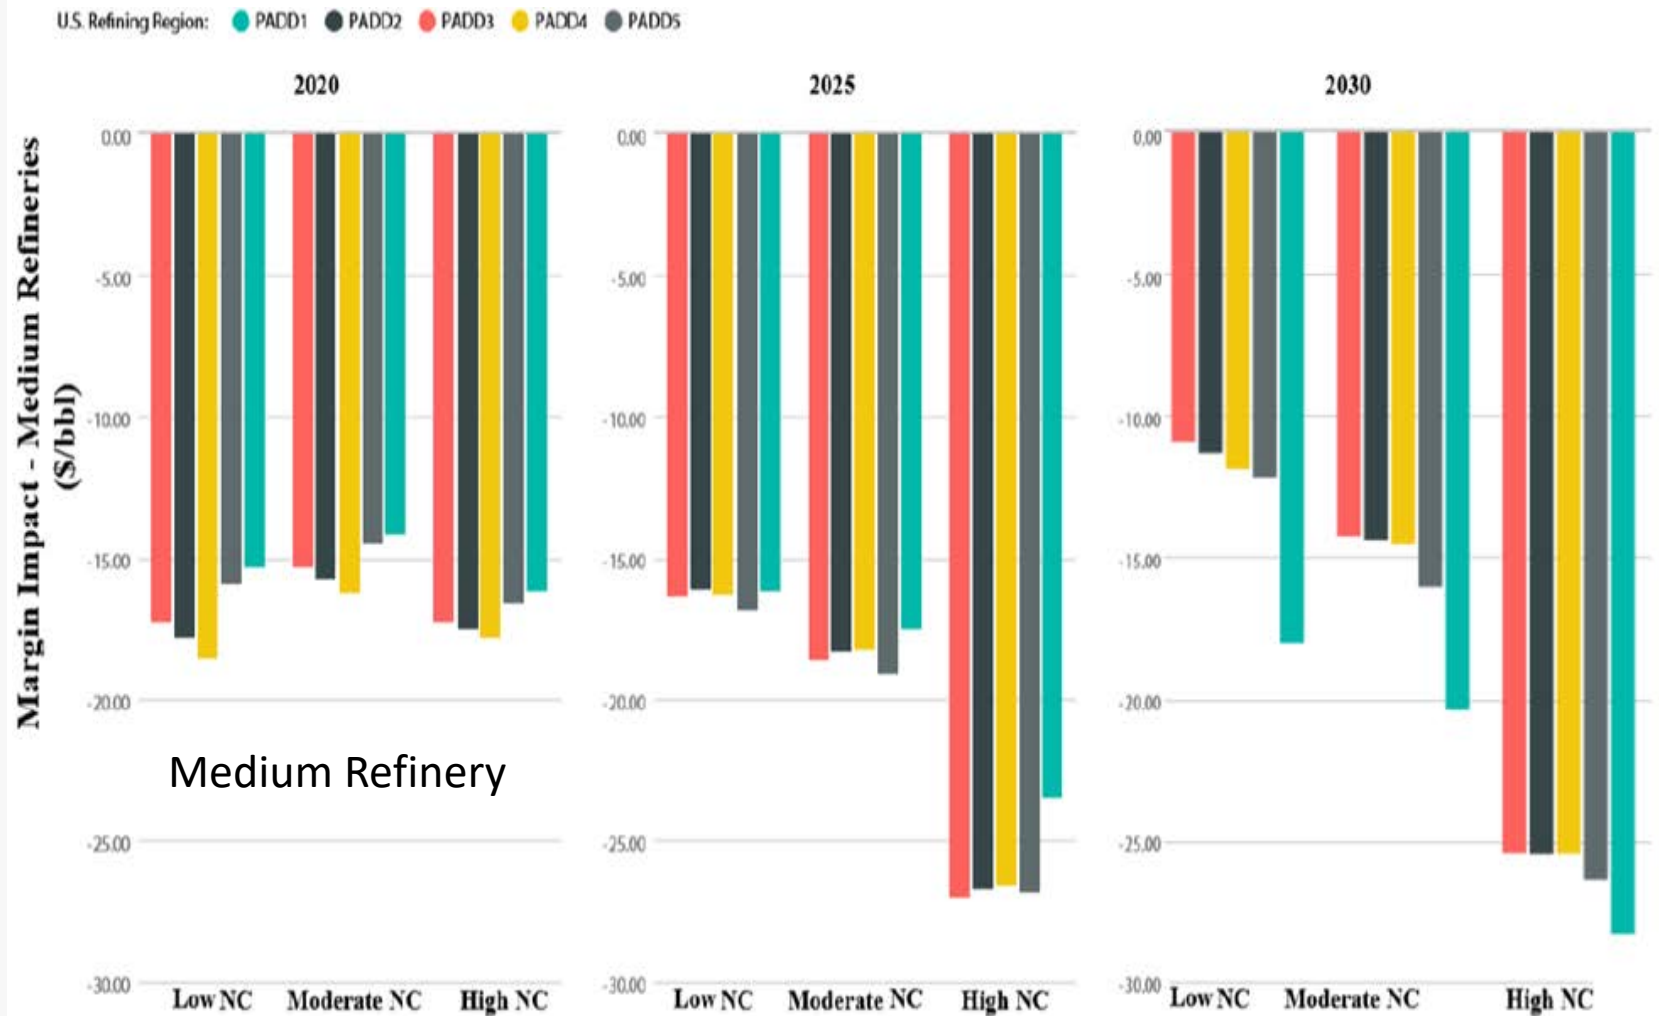 U.S. Refining Region: PADD1 PADD2 PADD3 PADD4 PADD5
2020 2025 2030
Margin Impact - Medium Refineries
($/bbl)
0.00 0.00 0.00
-5.00 -5.00 -5.00
-10.00 -10.00 -10.00
-15.00 -15.00 -15.00
-20.00 -20.00 -20.00
Medium Refinery
-25.00 -25.00 -25.00
-30.00 -30.00 -30.00
Low NC Moderate NC High NC Low NC Moderate NC High NC Low NC Moderate NC High NC